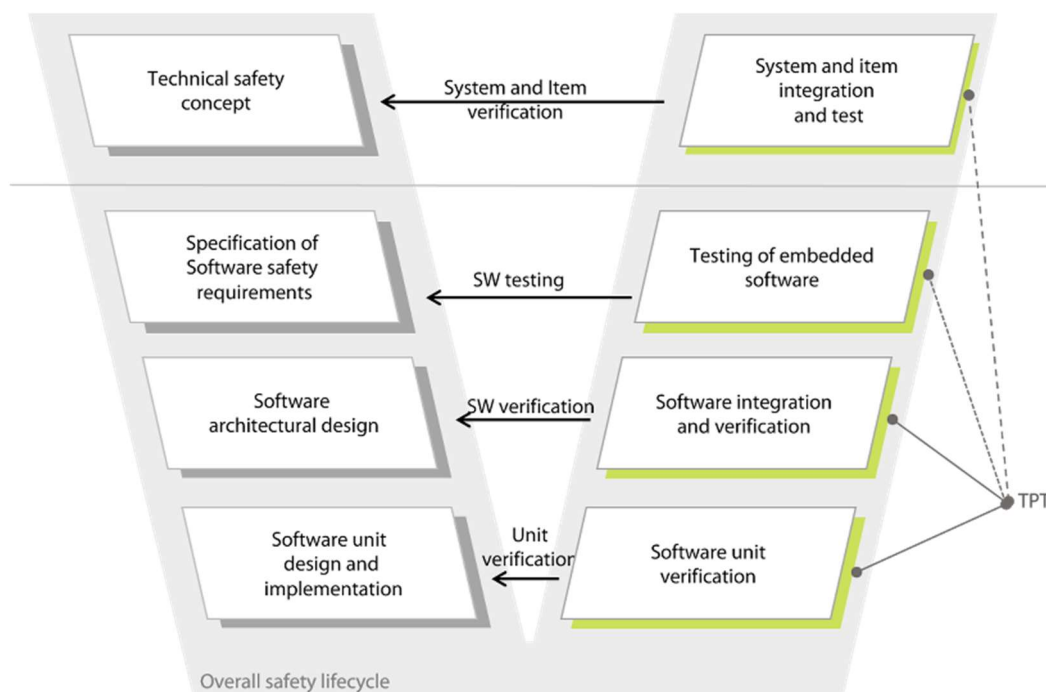 Technical safety
concept
System and Item
verification
System and item
integration
and test
Specification of
Software safety
requirements
SW testing
Testing of embedded
software
Software
architectural design
SW verification
Software integration
and verification
Software unit
design and
implementation
Unit
verification
Software unit
verification
TPT
Overall safety lifecycle